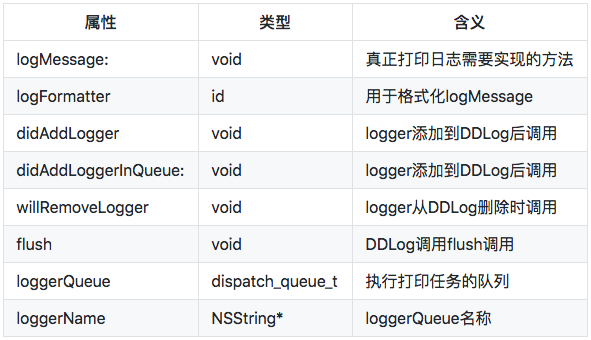 属性 类型 含义
logMessage: void 真正打印日志需要实现的方法
logFormatter id 用于格式化logMessage
didAddLogger void logger添加到DDLog后调用
didAddLoggerInQueue: void logger添加到DDLog后调用
willRemoveLogger void logger从DDLog删除时调用
flush void DDLog调用flush调用
loggerQueue dispatch_queue_t 执行打印任务的队列
loggerName NSString* loggerQueue名称